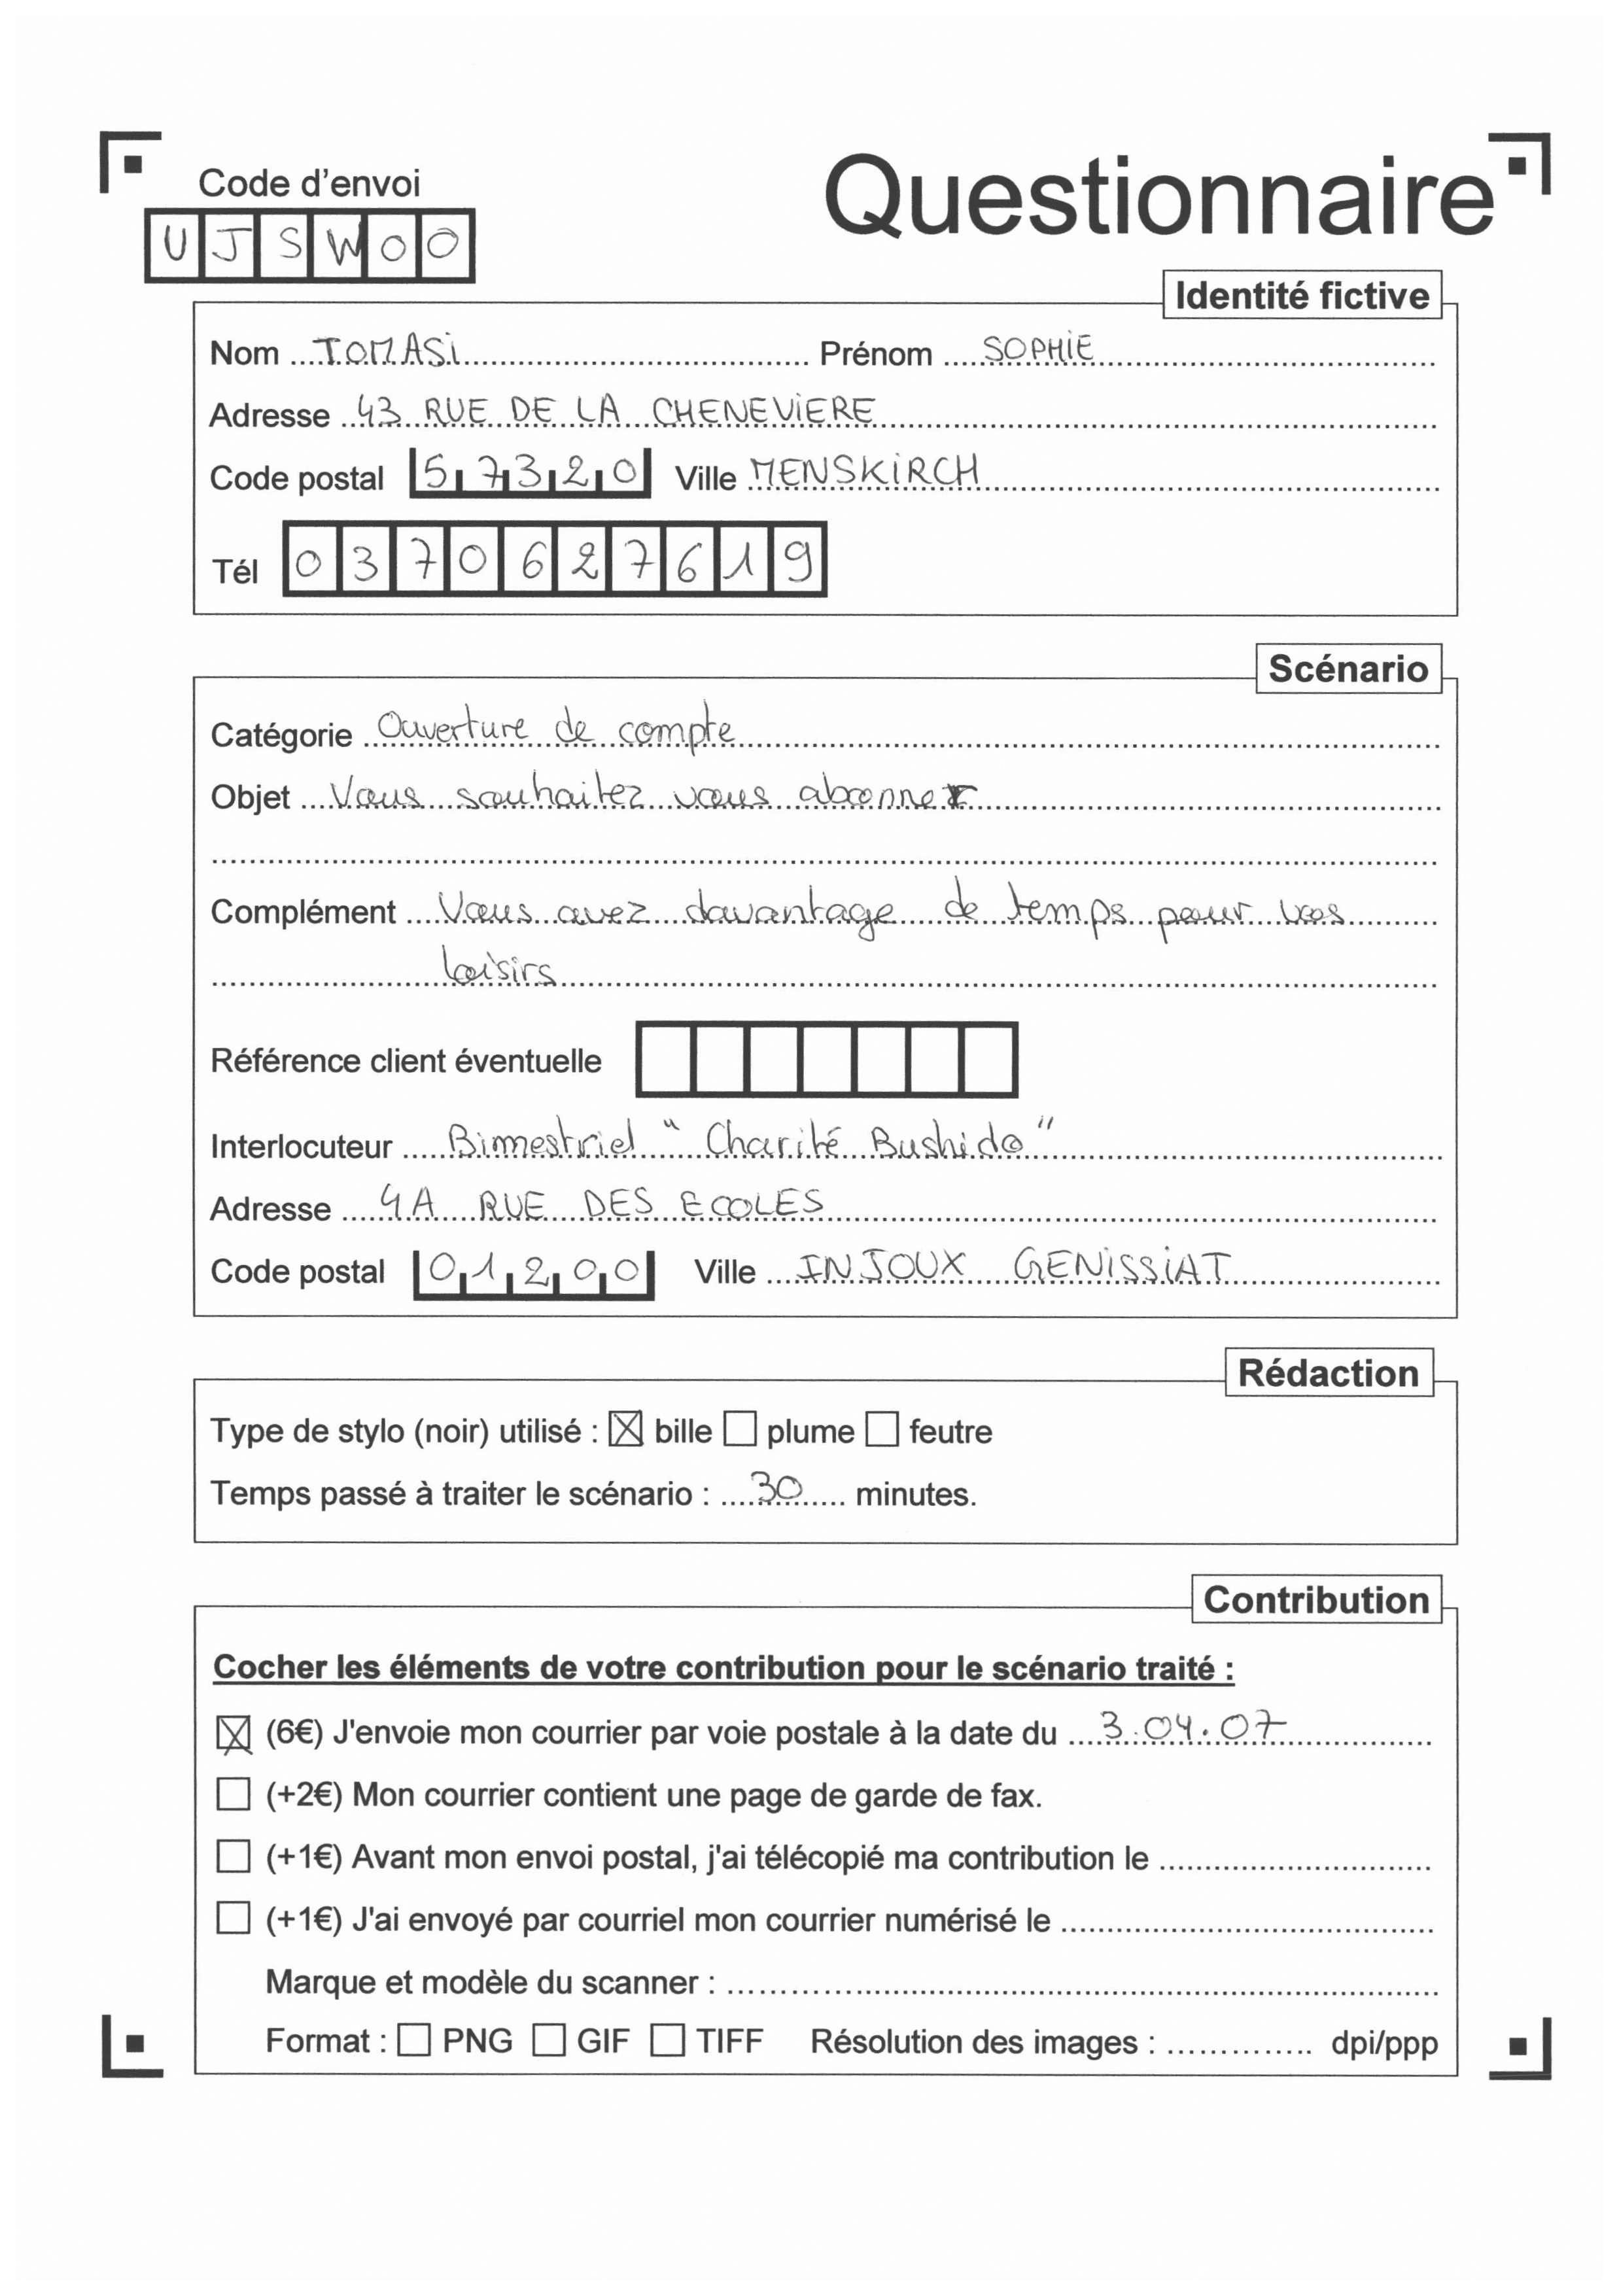 Questionnaire
Code d'envoi
UJSWOO
Identité fictive
Nom TOMASI Prénom SOPHIE
Adresse 43 RUE DE LA CHENEVIERE
Code postal 57320 Ville MENSKIRCH
Tél 0370627619
Scénario
Catégorie Ouverture de compte
Objet Vous souhaitez vous abonner
Complément Vous avez davantage de temps pour vos
loisirs
Référence client éventuelle
Interlocuteur Bimestriel " Charité Bushido "
Adresse 4A RUE DES ECOLES
Code postal 01200 Ville INJOUX GENISSIAT
Rédaction
Type de stylo (noir) utilisé : ☒ bille ☐ plume ☐ feutre
Temps passé à traiter le scénario : 30 minutes.
Contribution
Cocher les éléments de votre contribution pour le scénario traité :
☒ (6€) J'envoie mon courrier par voie postale à la date du 3.04.07
☐ (+2€) Mon courrier contient une page de garde de fax.
☐ (+1€) Avant mon envoi postal, j'ai télécopié ma contribution le
☐ (+1€) J'ai envoyé par courriel mon courrier numérisé le
Marque et modèle du scanner :
Format : ☐ PNG ☐ GIF ☐ TIFF Résolution des images : dpi/ppp